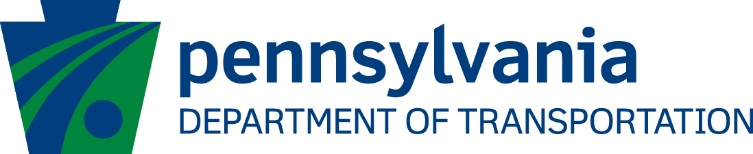 pennsylvania
DEPARTMENT OF TRANSPORTATION